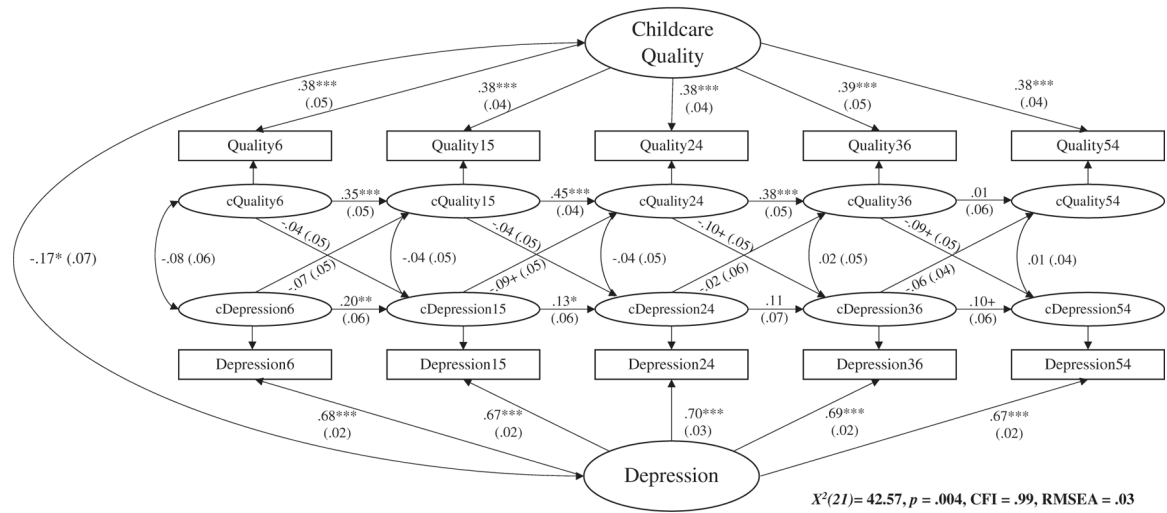 Childcare
Quality
.38*** .38*** .38*** .39*** .38***
(.05) (.04) (.04) (.05) (.04)
Quality6 Quality15 Quality24 Quality36 Quality54
cQuality6 .35*** cQuality15 .45*** cQuality24 .38*** cQuality36 .01 cQuality54
(.05) (.04) (.05) (.06)
-.04 (.05) -.04 (.05) -.10+ (.05) -.09+ (.05)
-.17* (.07) -.08 (.06) -.04 (.05) -.04 (.05) .02 (.05) .01 (.04)
-.07 (.05) -.09+ (.05) -.02 (.06) -.06 (.04)
cDepression6 .20** cDepression15 .13* cDepression24 .11 cDepression36 .10+ cDepression54
(.06) (.06) (.07) (.06)
Depression6 Depression15 Depression24 Depression36 Depression54
.68*** .67*** .70*** .69*** .67***
(.02) (.02) (.03) (.02) (.02)
Depression
X²(21)= 42.57, p = .004, CFI = .99, RMSEA = .03